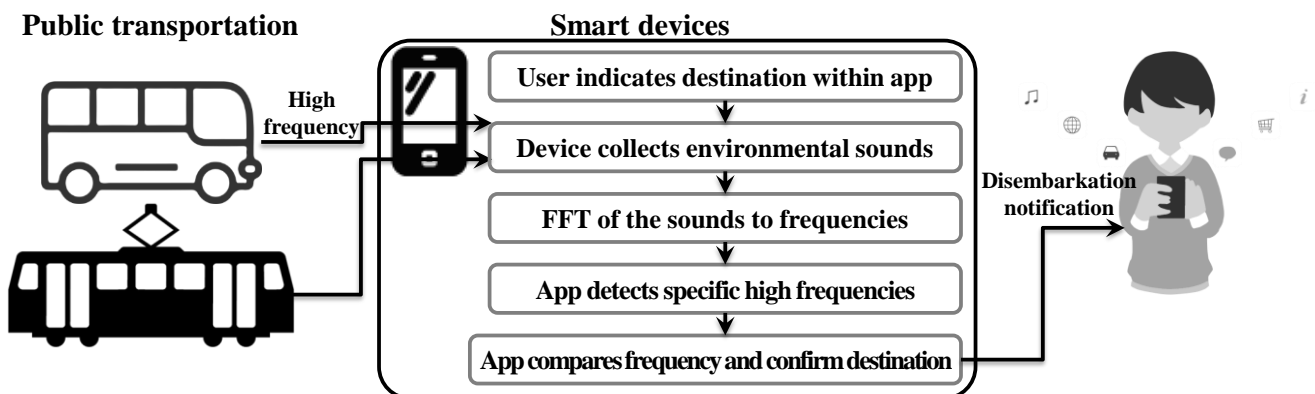 Public transportation
Smart devices
User indicates destination within app
High
frequency
Device collects environmental sounds
FFT of the sounds to frequencies
App detects specific high frequencies
App compares frequency and confirm destination
Disembarkation
notification
i